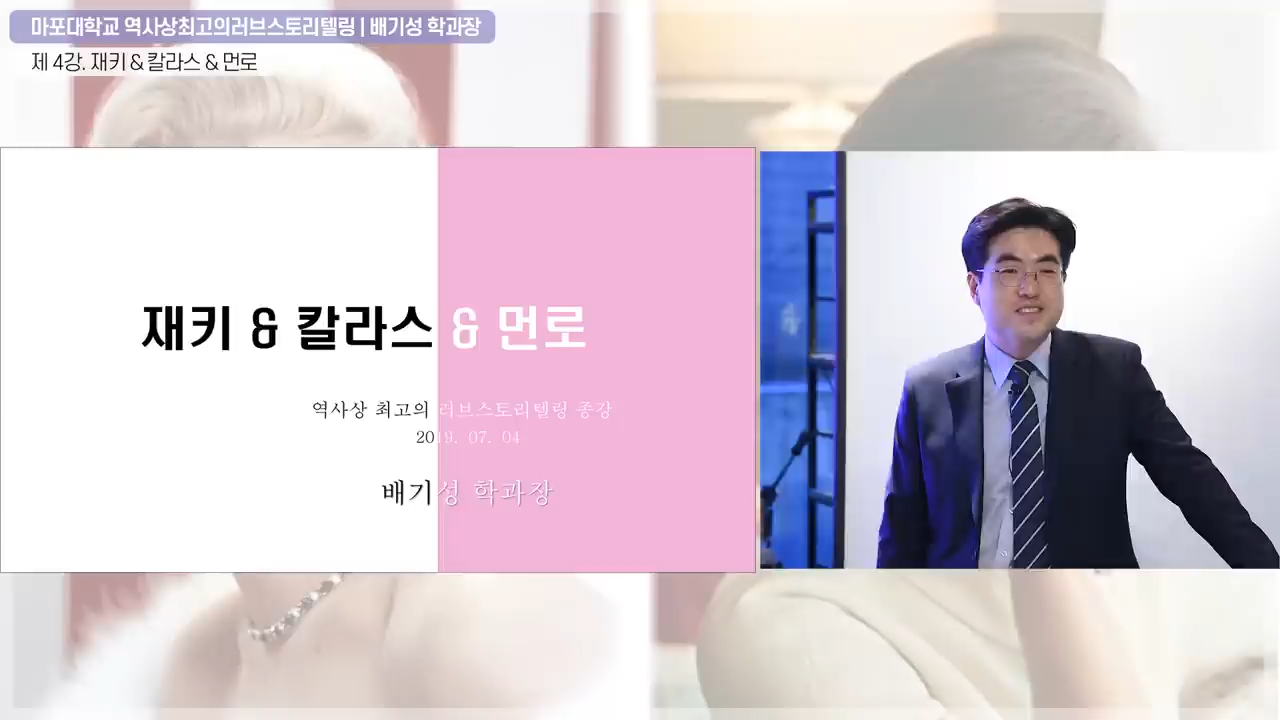 마포대학교 역사상최고의러브스토리텔링 | 배기성 학과장
제 4강. 재키 & 칼라스 & 먼로
재키 & 칼라스 & 먼로
역사상 최고의 러브스토리텔링 종강
2019. 07. 04
배기성 학과장